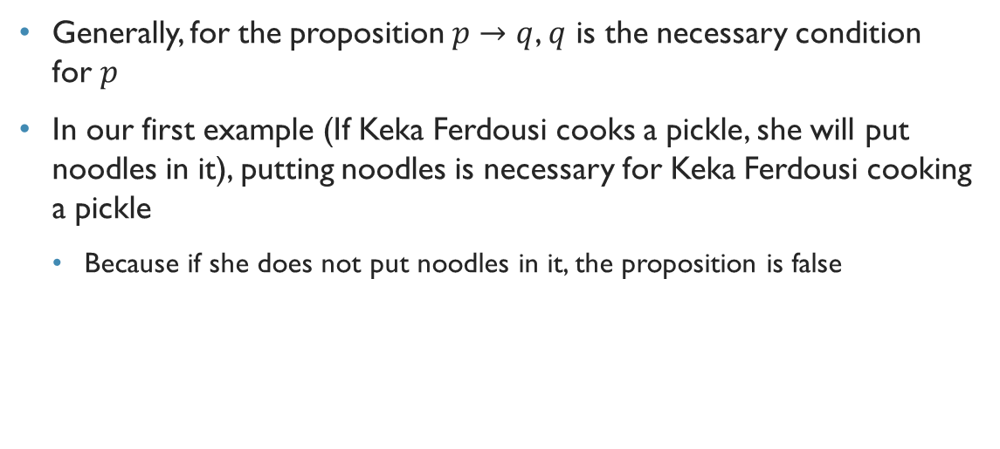 • Generally, for the proposition 𝑝 → 𝑞, 𝑞 is the necessary condition
for 𝑝
• In our first example (If Keka Ferdousi cooks a pickle, she will put
noodles in it), putting noodles is necessary for Keka Ferdousi cooking
a pickle
• Because if she does not put noodles in it, the proposition is false